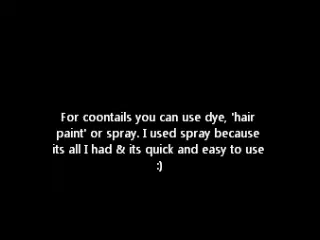 For coontails you can use dye, 'hair
paint' or spray. I used spray because
its all I had & its quick and easy to use
:)